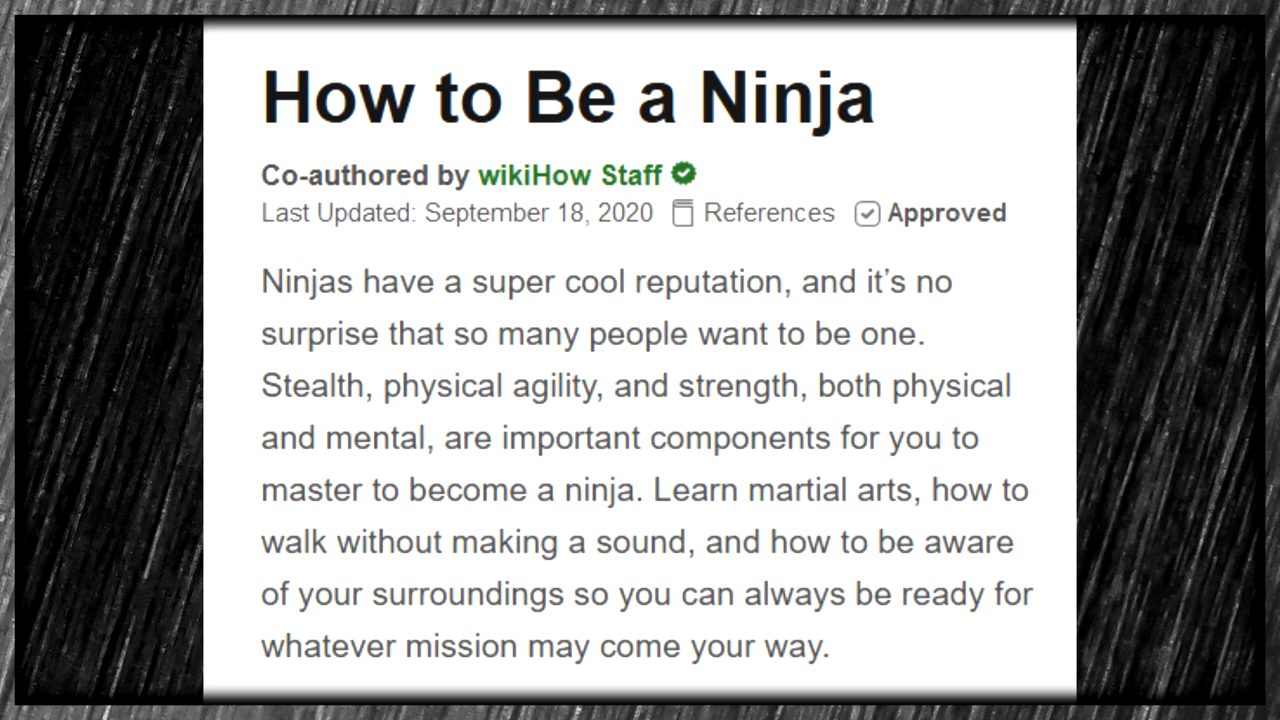 How to Be a Ninja
Co-authored by wikiHow Staff
Last Updated: September 18, 2020 References Approved
Ninjas have a super cool reputation, and it’s no
surprise that so many people want to be one.
Stealth, physical agility, and strength, both physical
and mental, are important components for you to
master to become a ninja. Learn martial arts, how to
walk without making a sound, and how to be aware
of your surroundings so you can always be ready for
whatever mission may come your way.